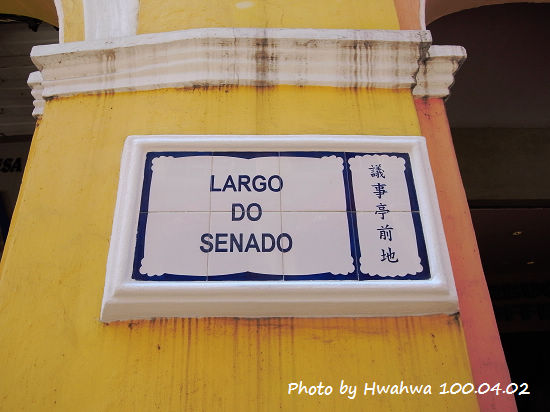 LARGO
DO
SENADO
議事亭前地
Photo by Hwahwa 100.04.02